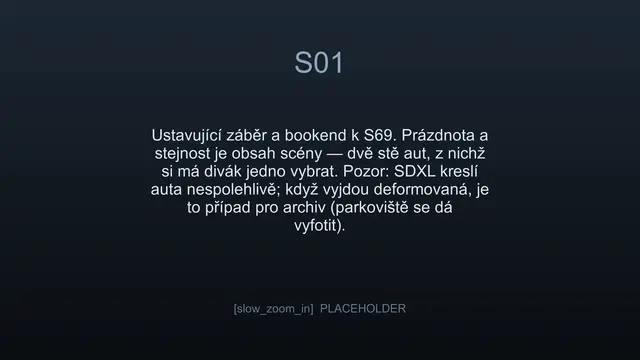 S01
Ustavující záběr a bookend k S69. Prázdnota a
stejnost je obsah scény — dvě stě aut, z nichž
si má divák jedno vybrat. Pozor: SDXL kreslí
auta nespolehlivě; když vyjdou deformovaná, je
to případ pro archiv (parkoviště se dá
vyfotit).
[slow_zoom_in] PLACEHOLDER